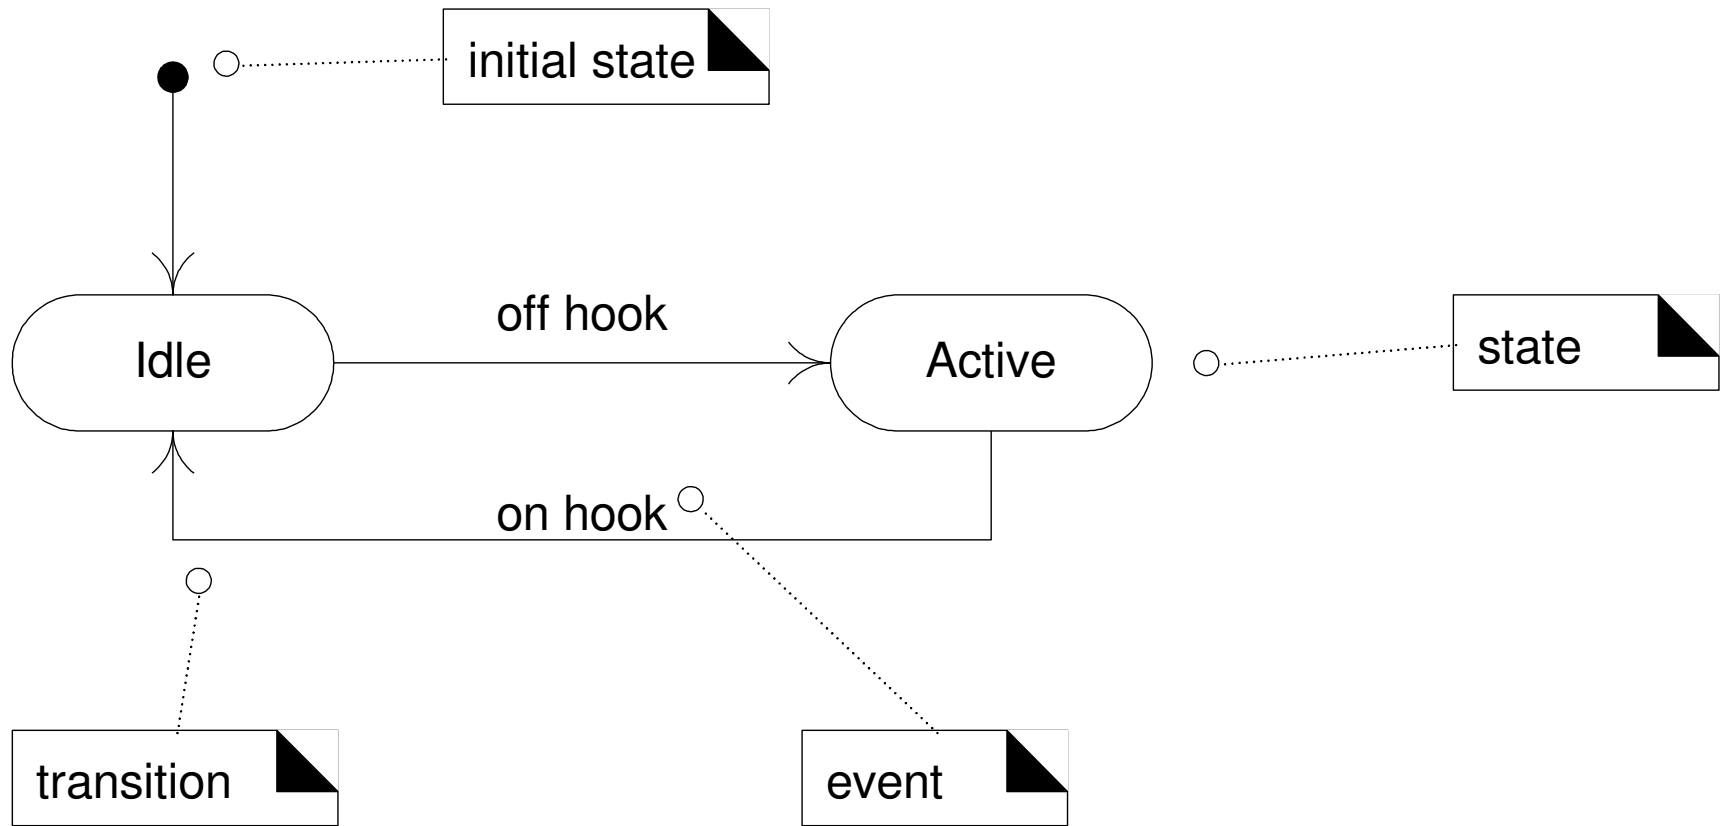 initial state
off hook
Idle
Active
state
on hook
transition
event